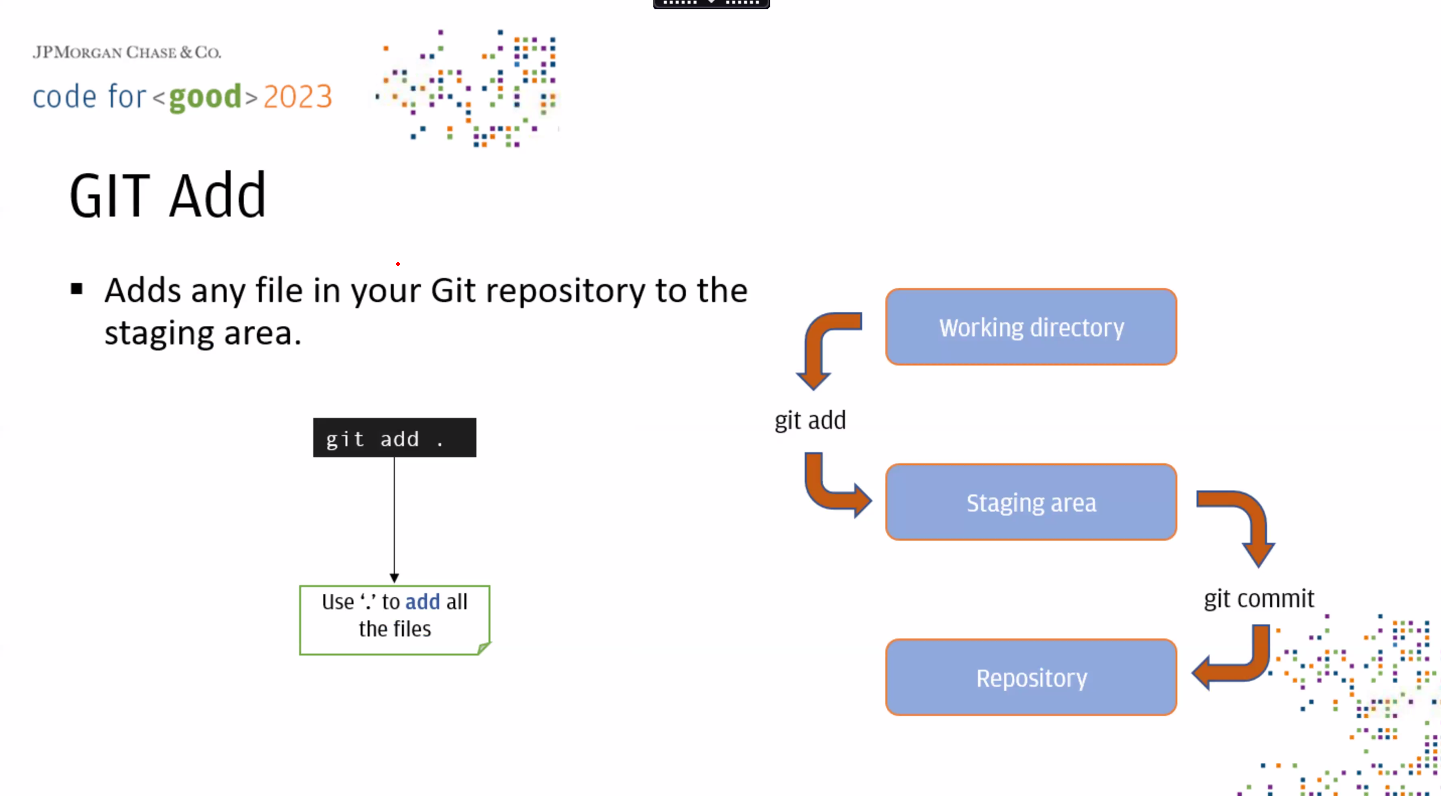 JPMORGAN CHASE & CO.
code for <good> 2023
GIT Add
▪ Adds any file in your Git repository to the
staging area.
git add .
Use ‘.’ to add all
the files
Working directory
git add
Staging area
git commit
Repository